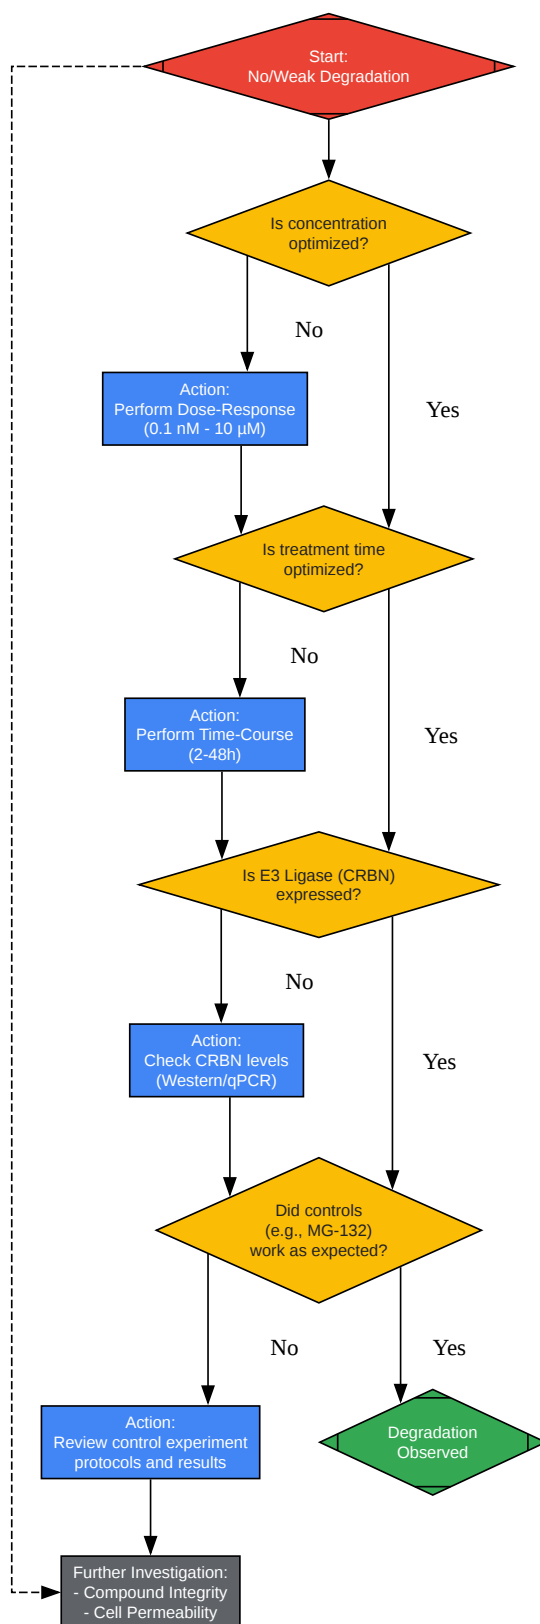 Start:
No/Weak Degradation
Is concentration
optimized?
No
Action:
Perform Dose-Response
(0.1 nM - 10 µM)
Yes
Is treatment time
optimized?
No
Action:
Perform Time-Course
(2-48h)
Yes
Is E3 Ligase (CRBN)
expressed?
No
Action:
Check CRBN levels
(Western/qPCR)
Yes
Did controls
(e.g., MG-132)
work as expected?
No
Yes
Action:
Review control experiment
protocols and results
Degradation
Observed
Further Investigation:
- Compound Integrity
- Cell Permeability